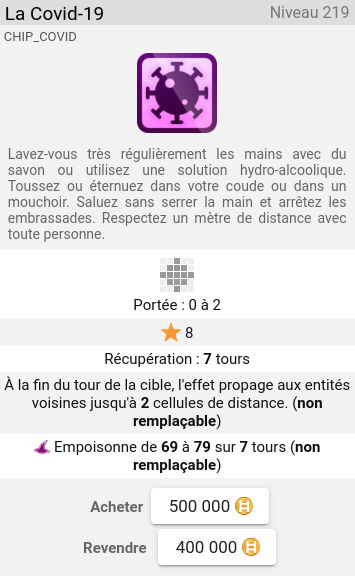 La Covid-19
Niveau 219
CHIP_COVID
Lavez-vous très régulièrement les mains avec du
savon ou utilisez une solution hydro-alcoolique.
Toussez ou éternuez dans votre coude ou dans un
mouchoir. Saluez sans serrer la main et arrêtez les
embrassades. Respectez un mètre de distance avec
toute personne.
Portée : 0 à 2
8
Récupération : 7 tours
À la fin du tour de la cible, l'effet propage aux entités
voisines jusqu'à 2 cellules de distance. (non
remplaçable)
Empoisonne de 69 à 79 sur 7 tours (non
remplaçable)
Acheter 500 000
Revendre 400 000